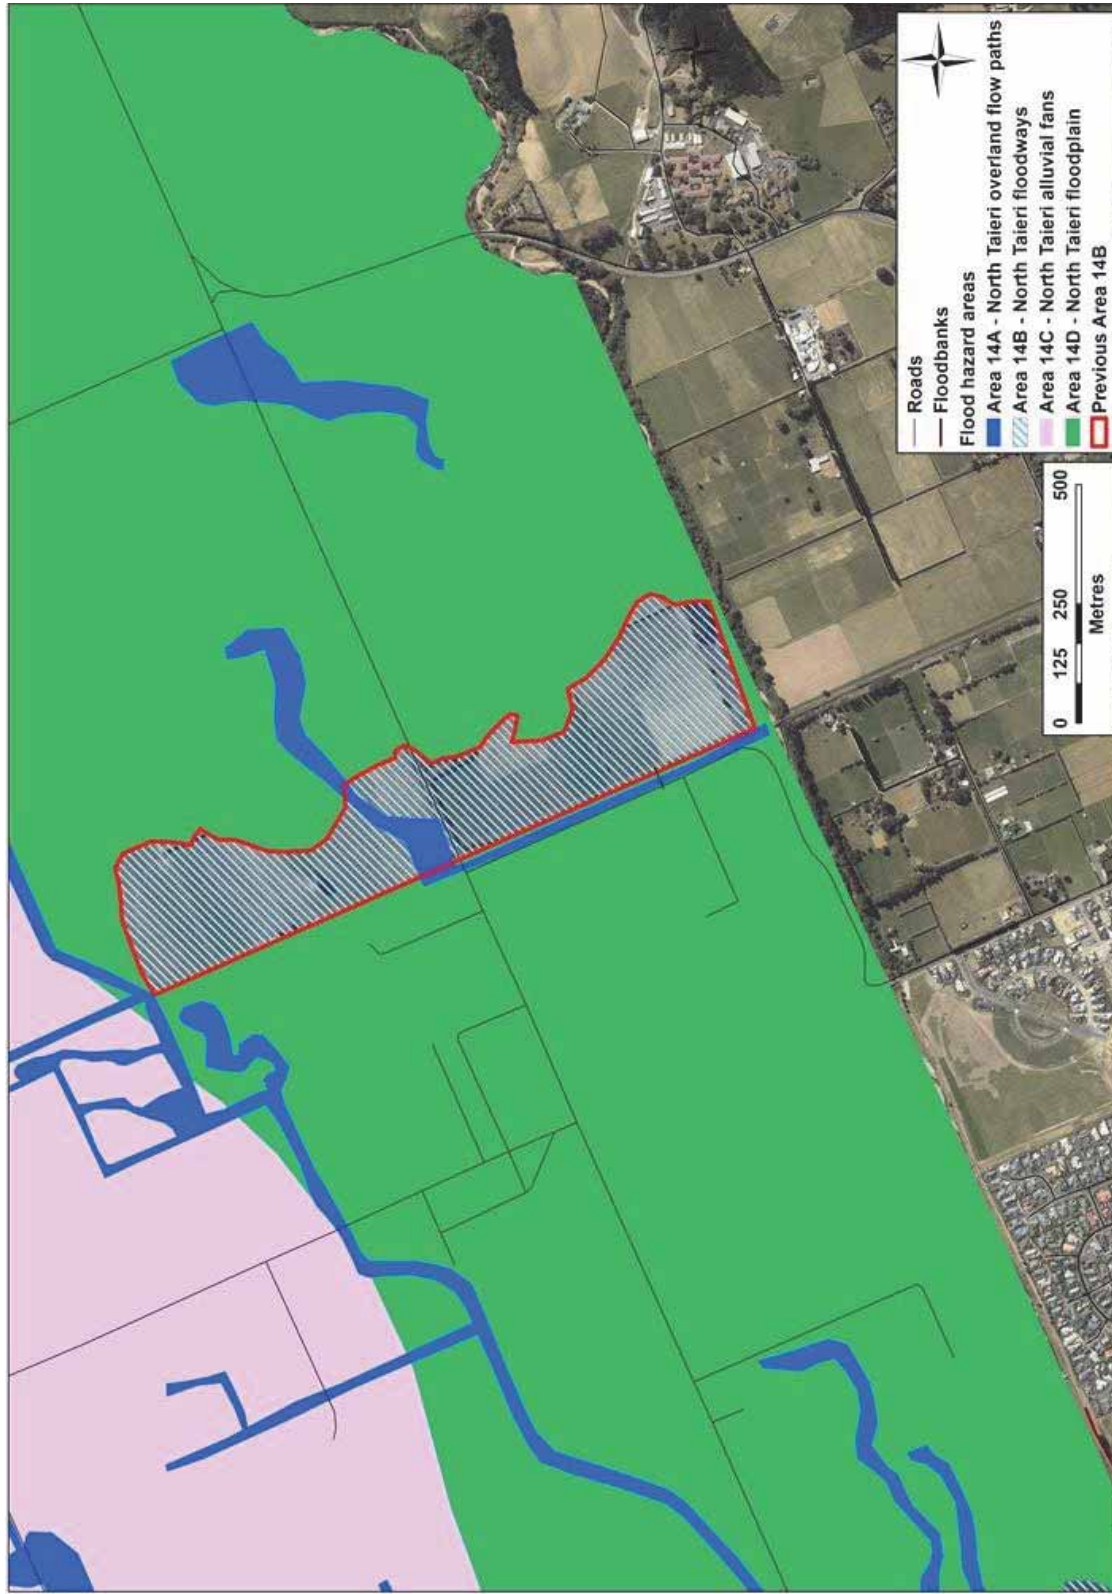 Roads
Floodbanks
Flood hazard areas
Area 14A - North Taieri overland flow paths
Area 14B - North Taieri floodways
Area 14C - North Taieri alluvial fans
Area 14D - North Taieri floodplain
Previous Area 14B
0 125 250 500
Metres